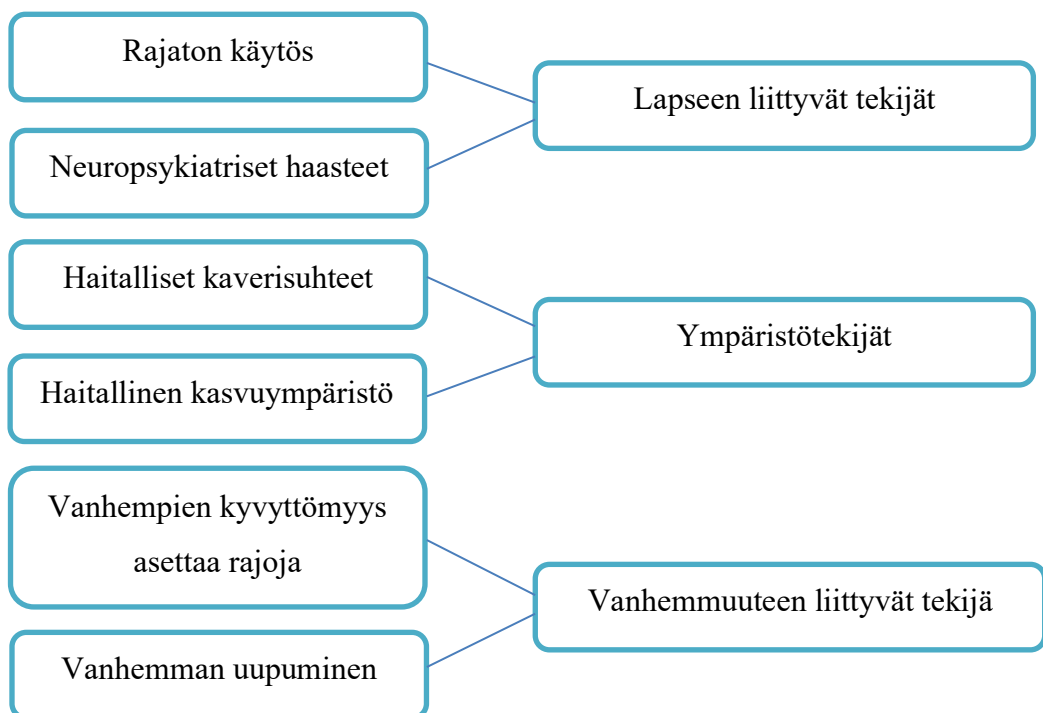 Rajaton käytös
Lapseen liittyvät tekijät
Neuropsykiatriset haasteet
Haitalliset kaverisuhteet
Ympäristötekijät
Haitallinen kasvuympäristö
Vanhempien kyvyttömyys
asettaa rajoja
Vanhemmuuteen liittyvät tekijä
Vanhemman uupuminen